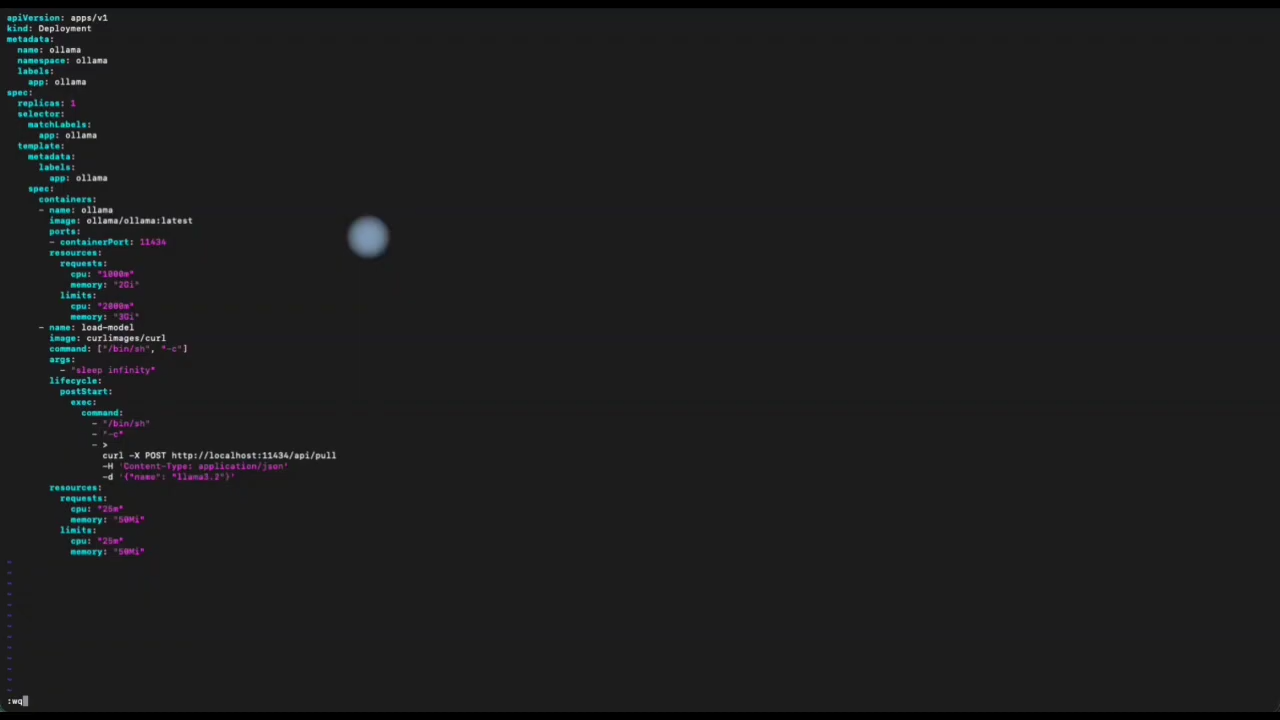 apiVersion: apps/v1
kind: Deployment
metadata:
  name: ollama
  namespace: ollama
  labels:
    app: ollama
spec:
  replicas: 1
  selector:
    matchLabels:
      app: ollama
  template:
    metadata:
      labels:
        app: ollama
    spec:
      containers:
      - name: ollama
        image: ollama/ollama:latest
        ports:
        - containerPort: 11434
        resources:
          requests:
            cpu: "1000m"
            memory: "2Gi"
          limits:
            cpu: "2000m"
            memory: "3Gi"
      - name: load-model
        image: curlimages/curl
        command: ["/bin/sh", "-c"]
        args:
          - "sleep infinity"
        lifecycle:
          postStart:
            exec:
              command:
                - "/bin/sh"
                - "-c"
                - >
                  curl -X POST http://localhost:11434/api/pull
                  -H 'Content-Type: application/json'
                  -d '{"name": "llama3.2"}'
        resources:
          requests:
            cpu: "25m"
            memory: "50Mi"
          limits:
            cpu: "25m"
            memory: "50Mi"
~
~
~
~
~
~
~
~
~
~
~
~
~
:wq